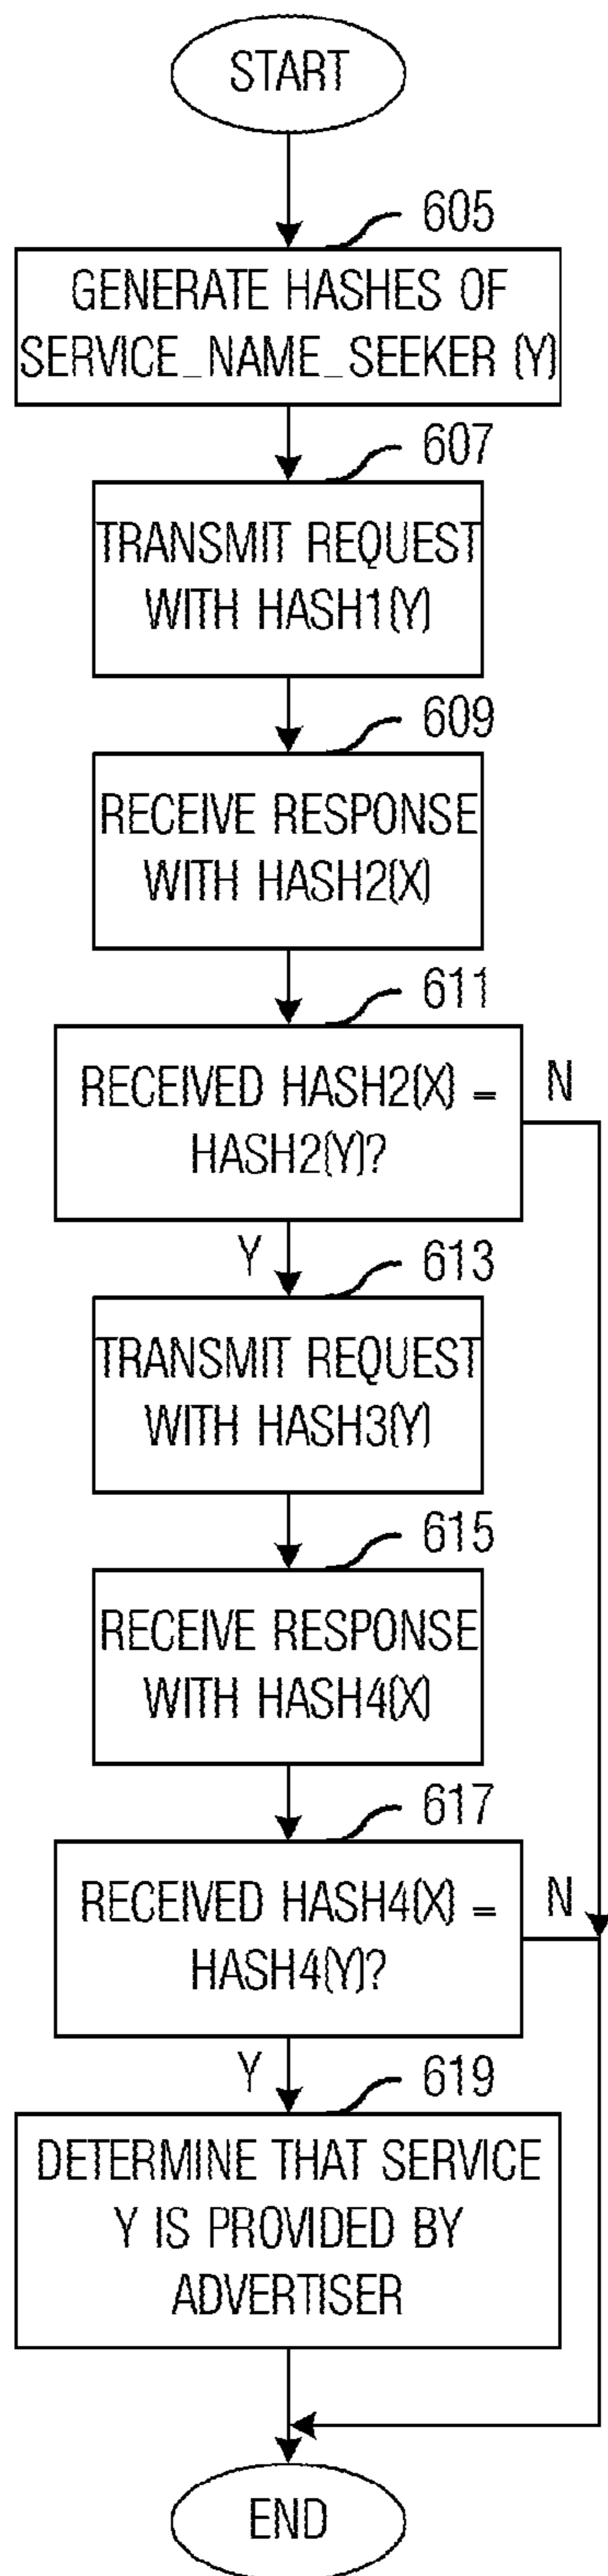 START
605
GENERATE HASHES OF
SERVICE_NAME_SEEKER (Y)
607
TRANSMIT REQUEST
WITH HASH1(Y)
609
RECEIVE RESPONSE
WITH HASH2(X)
611
RECEIVED HASH2(X) =
HASH2(Y)?
N
Y
613
TRANSMIT REQUEST
WITH HASH3(Y)
615
RECEIVE RESPONSE
WITH HASH4(X)
617
RECEIVED HASH4(X) =
HASH4(Y)?
N
Y
619
DETERMINE THAT SERVICE
Y IS PROVIDED BY
ADVERTISER
END